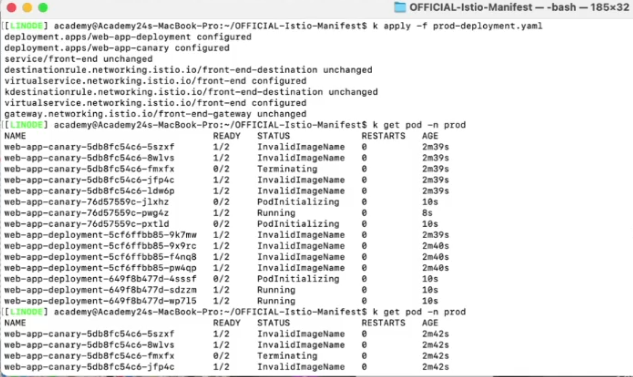 OFFICIAL-Istio-Manifest — -bash — 185×32
[[LINODE] academy@Academy24s-MacBook-Pro:~/OFFICIAL-Istio-Manifest$ k apply -f prod-deployment.yaml
deployment.apps/web-app-deployment configured
deployment.apps/web-app-canary configured
service/front-end unchanged
destinationrule.networking.istio.io/front-end-destination unchanged
virtualservice.networking.istio.io/front-end configured
kdestinationrule.networking.istio.io/front-end-destination unchanged
virtualservice.networking.istio.io/front-end configured
gateway.networking.istio.io/front-end-gateway unchanged
[[LINODE] academy@Academy24s-MacBook-Pro:~/OFFICIAL-Istio-Manifest$ k get pod -n prod
NAME READY STATUS RESTARTS AGE
web-app-canary-5db8fc54c6-5szxf 1/2 InvalidImageName 0 2m39s
web-app-canary-5db8fc54c6-8wlvs 1/2 InvalidImageName 0 2m39s
web-app-canary-5db8fc54c6-fmxfx 0/2 Terminating 0 2m39s
web-app-canary-5db8fc54c6-jfp4c 1/2 InvalidImageName 0 2m39s
web-app-canary-5db8fc54c6-ldw6p 1/2 InvalidImageName 0 2m39s
web-app-canary-76d57559c-jlxhz 0/2 PodInitializing 0 10s
web-app-canary-76d57559c-pwg4z 1/2 Running 0 8s
web-app-canary-76d57559c-pxtld 0/2 PodInitializing 0 10s
web-app-deployment-5cf6ffbb85-9k7mw 1/2 InvalidImageName 0 2m39s
web-app-deployment-5cf6ffbb85-9x9rc 1/2 InvalidImageName 0 2m40s
web-app-deployment-5cf6ffbb85-f4nq8 1/2 InvalidImageName 0 2m40s
web-app-deployment-5cf6ffbb85-pw4qp 1/2 InvalidImageName 0 2m40s
web-app-deployment-649f8b477d-4sssf 0/2 PodInitializing 0 10s
web-app-deployment-649f8b477d-sdzzm 1/2 Running 0 10s
web-app-deployment-649f8b477d-wp7l5 1/2 Running 0 10s
[[LINODE] academy@Academy24s-MacBook-Pro:~/OFFICIAL-Istio-Manifest$ k get pod -n prod
NAME READY STATUS RESTARTS AGE
web-app-canary-5db8fc54c6-5szxf 1/2 InvalidImageName 0 2m42s
web-app-canary-5db8fc54c6-8wlvs 1/2 InvalidImageName 0 2m42s
web-app-canary-5db8fc54c6-fmxfx 0/2 Terminating 0 2m42s
web-app-canary-5db8fc54c6-jfp4c 1/2 InvalidImageName 0 2m42s